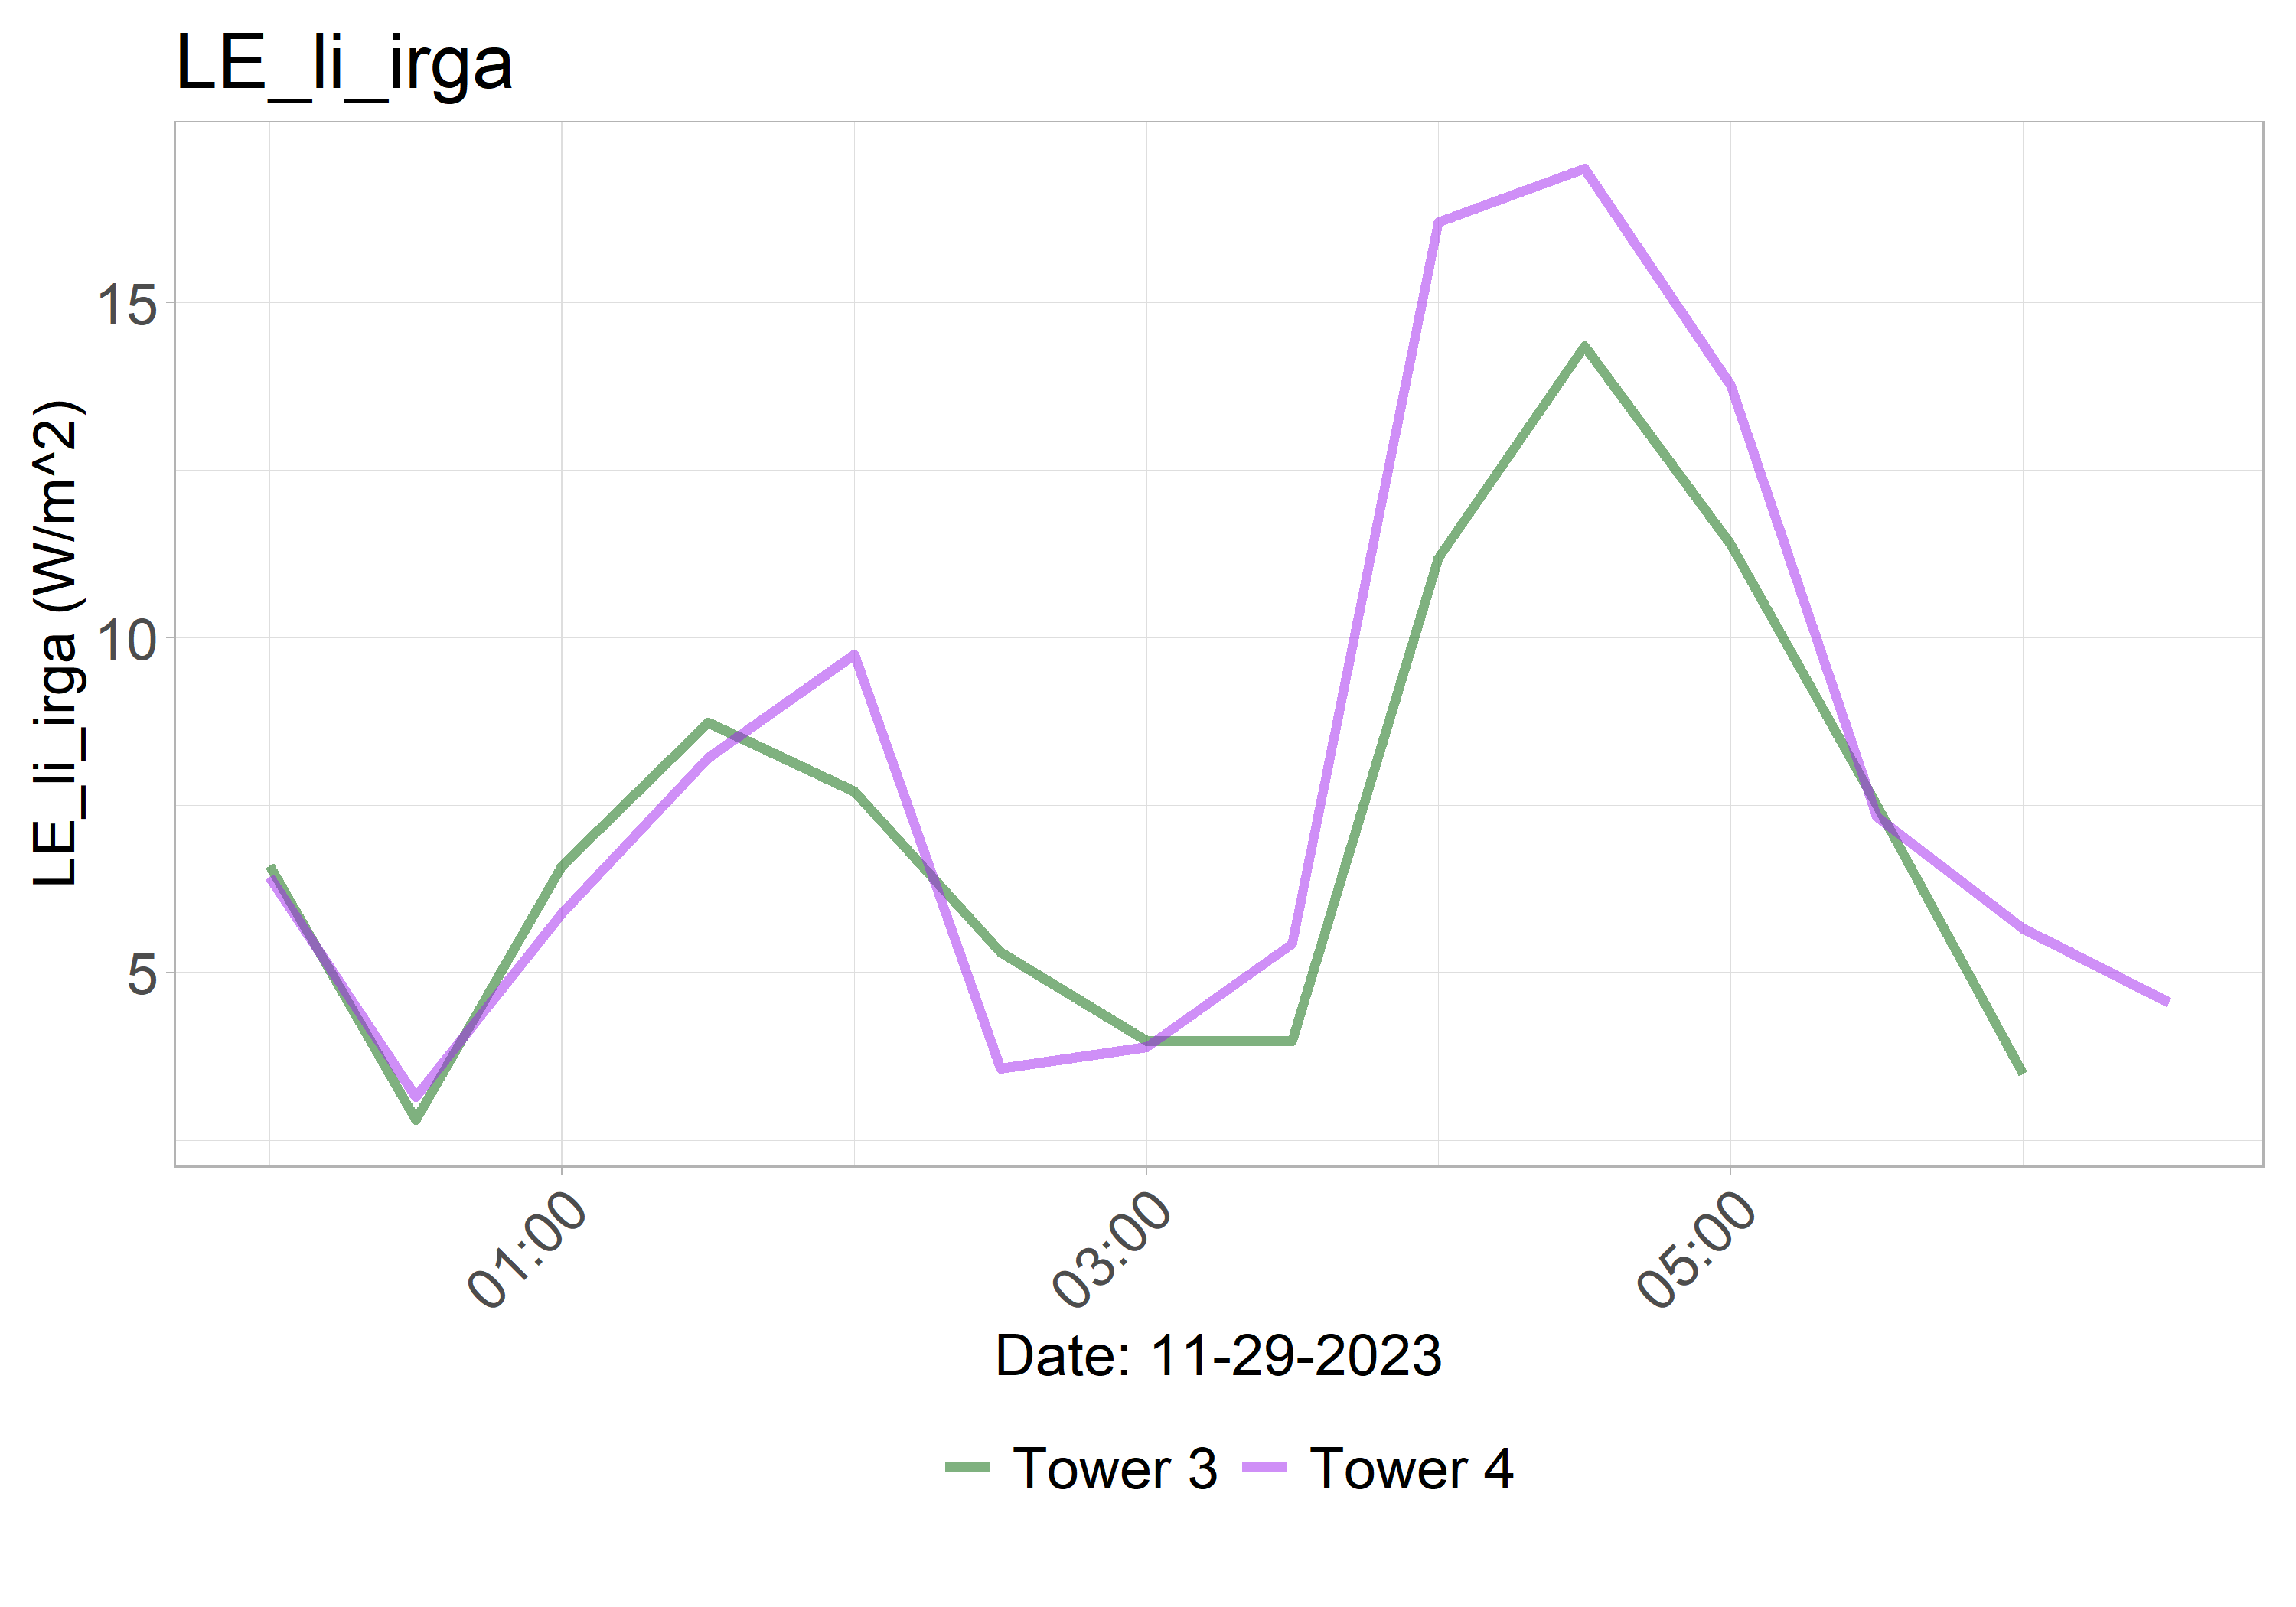 LE_li_irga
LE_li_irga (W/m^2)
15
10
5
01:00
03:00
05:00
Date: 11-29-2023
Tower 3
Tower 4